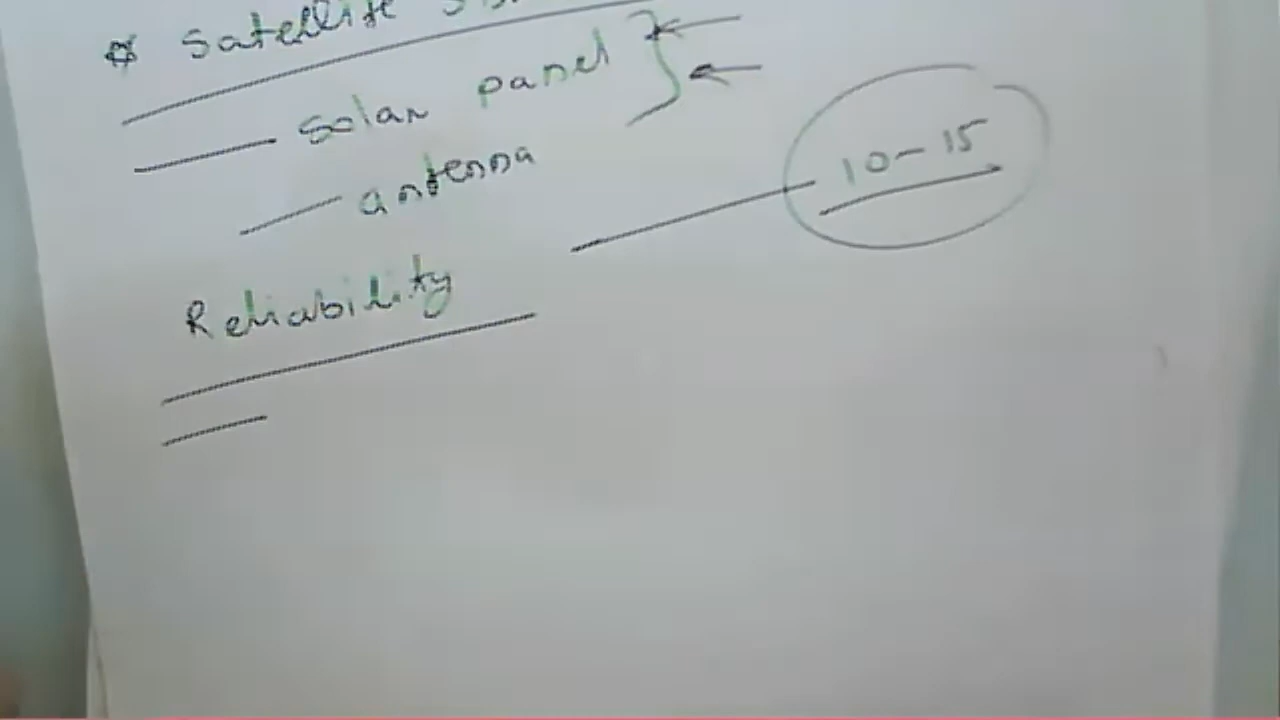 ☆ Satellite
solar panel
antenna
10-15
Reliability